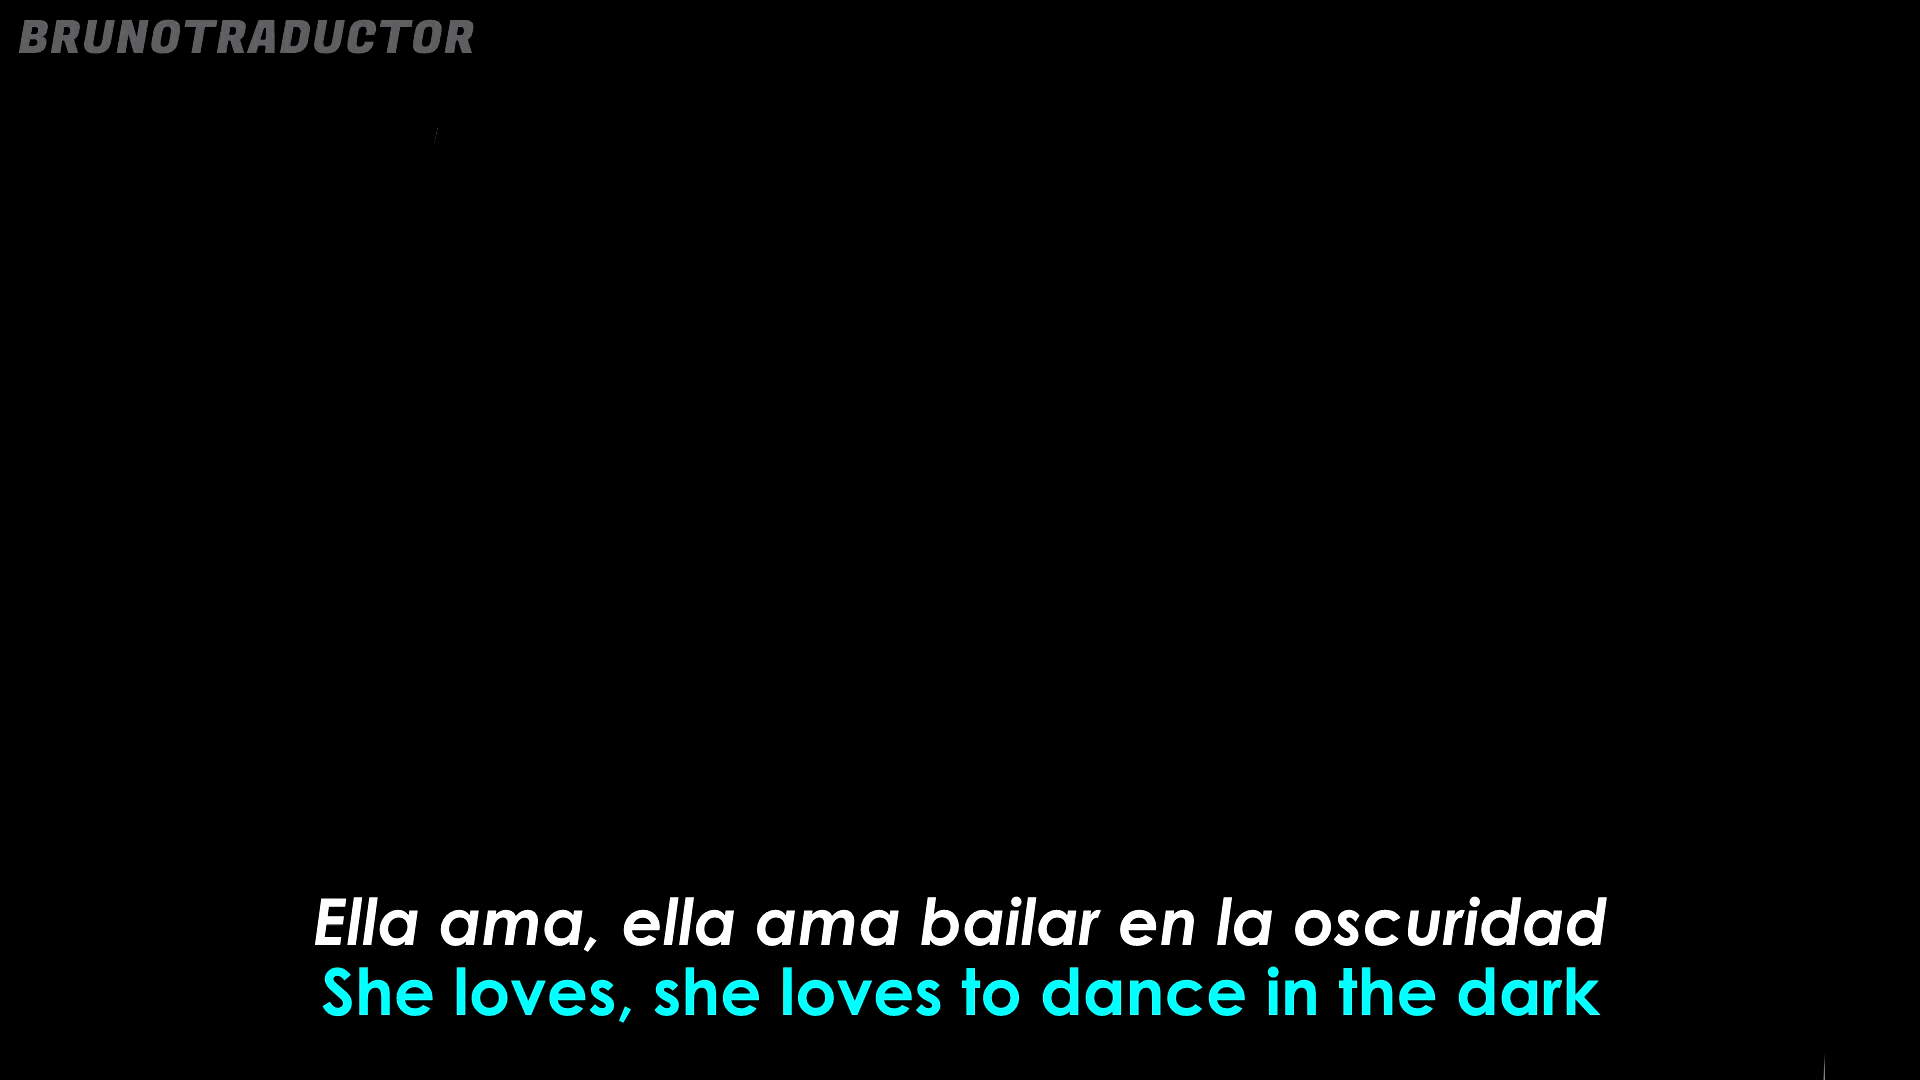 BRUNOTRADUCTOR
Ella ama, ella ama bailar en la oscuridad
She loves, she loves to dance in the dark